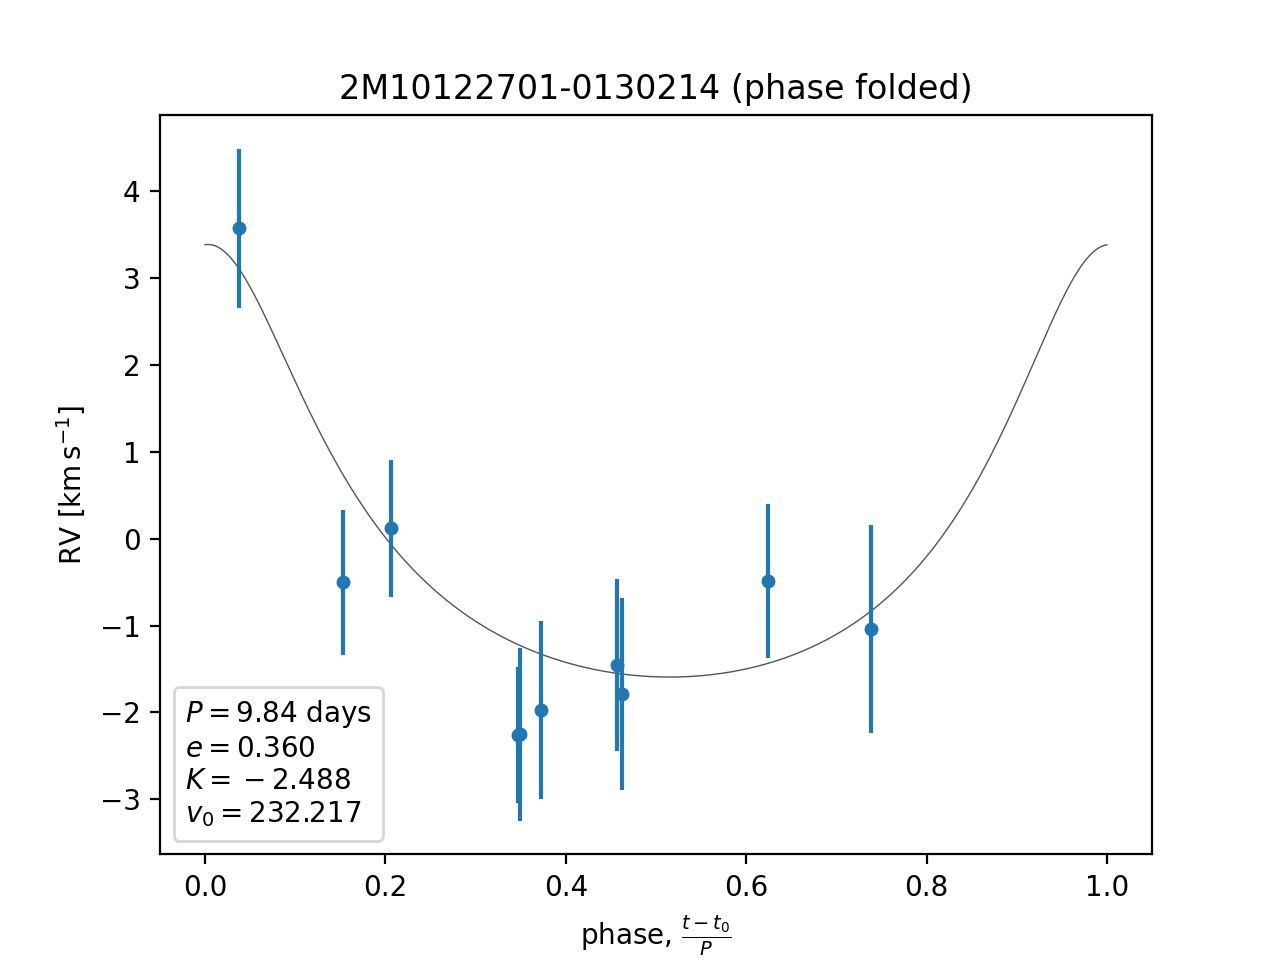 2M10122701-0130214 (phase folded)
RV [km s⁻¹]
4
3
2
1
0
−1
−2
−3
P = 9.84 days
e = 0.360
K = − 2.488
v₀ = 232.217
0.0 0.2 0.4 0.6 0.8 1.0
phase, (t − t₀)/P